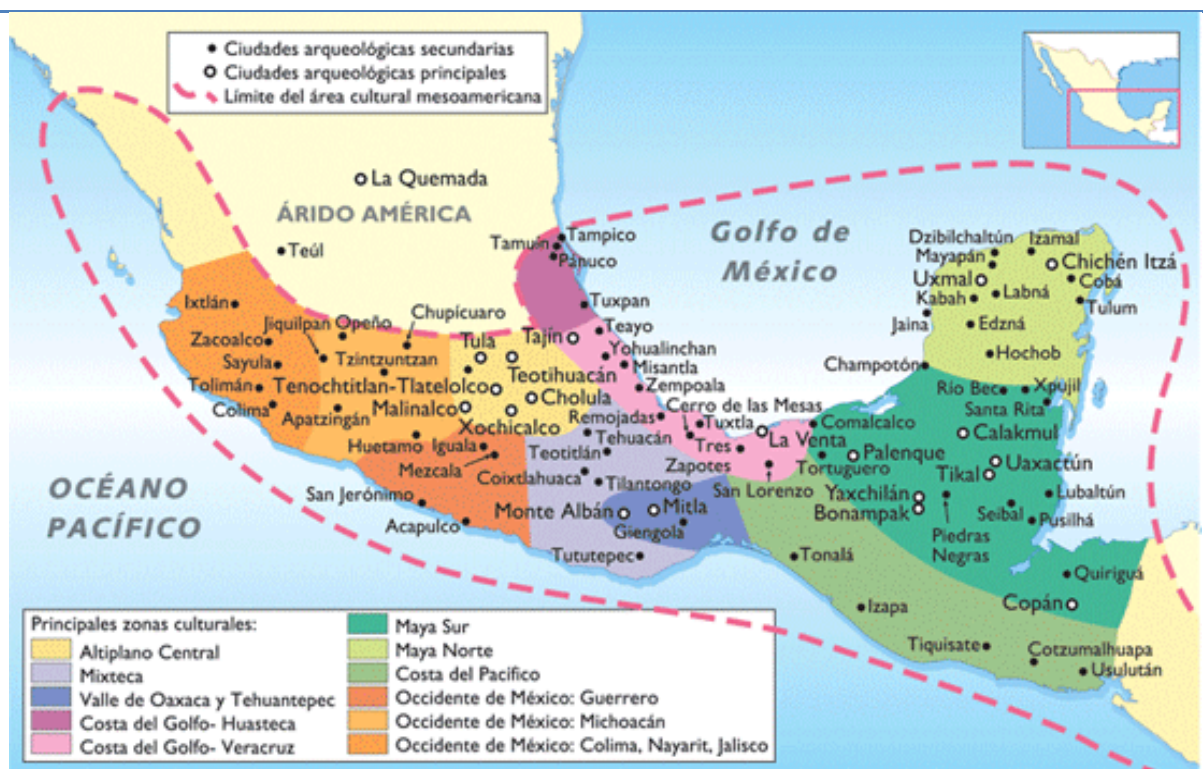 Ciudades arqueológicas secundarias
Ciudades arqueológicas principales
Límite del área cultural mesoamericana
La Quemada
ÁRIDO AMÉRICA
Teúl
Golfo de
México
OCÉANO
PACÍFICO
Tampico
Tamuín
Pánuco
Tuxpan
Ixtlán
Jiquilpan
Opeño
Chupícuaro
Zacoalco
Sayula
Tzintzuntzan
Tolimán
Colima
Apatzingán
Tula
Tajín
Teayo
Yohualinchan
Misantla
Zempoala
Teotihuacán
Tenochtitlan-Tlatelolco
Cholula
Malinalco
Xochicalco
Remojadas
Cerro de las Mesas
Tuxtla
Huetamo
Iguala
Mezcala
Tehuacán
Teotitlán
Coixtlahuaca
Tilantongo
Tres
Zapotes
La Venta
San Lorenzo
San Jerónimo
Acapulco
Monte Albán
Mitla
Giengola
Tututepec
Dzibilchaltún
Izamal
Mayapán
Chichén Itzá
Uxmal
Cobá
Kabah
Labná
Tulum
Jaina
Edzná
Hochob
Champotón
Río Bec
Xpujil
Santa Rita
Comalcalco
Calakmul
Palenque
Tortuguero
Uaxactún
Tikal
Yaxchilán
Bonampak
Lubaltún
Seibal
Pusilhá
Piedras
Negras
Tonalá
Quiriguá
Copán
Izapa
Tiquisate
Cotzumalhuapa
Usulután
Principales zonas culturales:
Altiplano Central
Mixteca
Valle de Oaxaca y Tehuantepec
Costa del Golfo- Huasteca
Costa del Golfo- Veracruz
Maya Sur
Maya Norte
Costa del Pacífico
Occidente de México: Guerrero
Occidente de México: Michoacán
Occidente de México: Colima, Nayarit, Jalisco